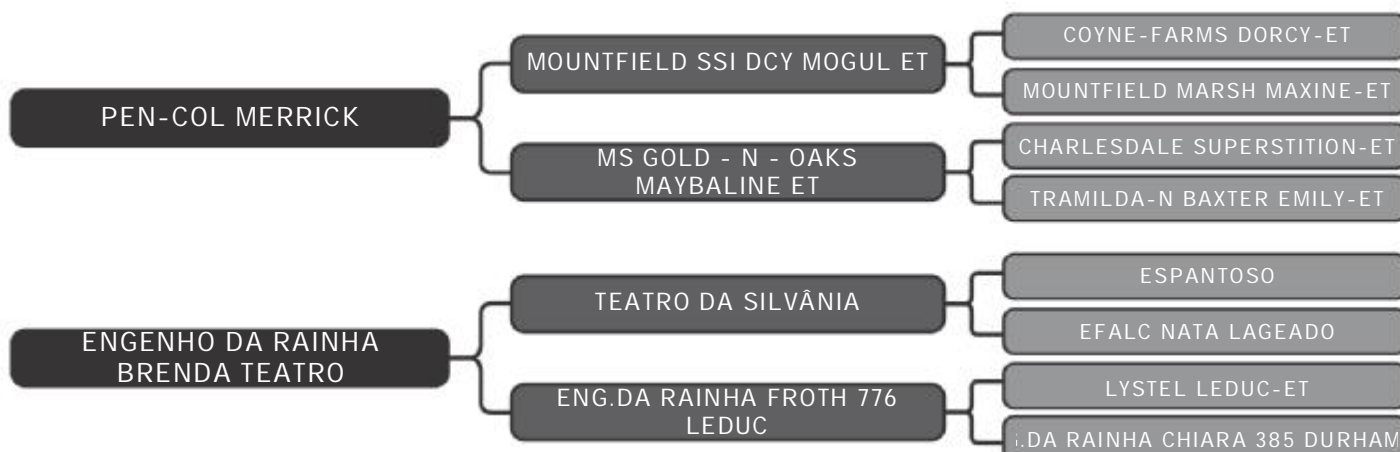 COYNE-FARMS DORCY-ET
MOUNTFIELD SSI DCY MOGUL ET
MOUNTFIELD MARSH MAXINE-ET
PEN-COL MERRICK
CHARLESDALE SUPERSTITION-ET
MS GOLD - N - OAKS
MAYBALINE ET
TRAMILDA-N BAXTER EMILY-ET
ESPANTOSO
TEATRO DA SILVÂNIA
EFALC NATA LAGEADO
ENGENHO DA RAINHA
BRENDA TEATRO
LYSTEL LEDUC-ET
ENG.DA RAINHA FROTH 776
LEDUC
.DA RAINHA CHIARA 385 DURHAM